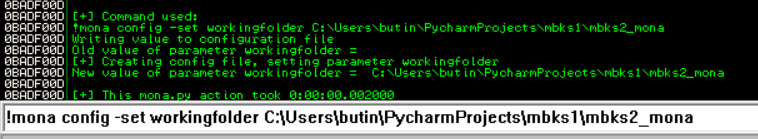 0BADF00D
0BADF00D [+] Command used:
0BADF00D !mona config -set workingfolder C:\Users\butin\PycharmProjects\mbks1\mbks2_mona
0BADF00D Writing value to configuration file
0BADF00D Old value of parameter workingfolder =
0BADF00D [+] Creating config file, setting parameter workingfolder
0BADF00D New value of parameter workingfolder =  C:\Users\butin\PycharmProjects\mbks1\mbks2_mona
0BADF00D
0BADF00D [+] This mona.py action took 0:00:00.002000
!mona config -set workingfolder C:\Users\butin\PycharmProjects\mbks1\mbks2_mona